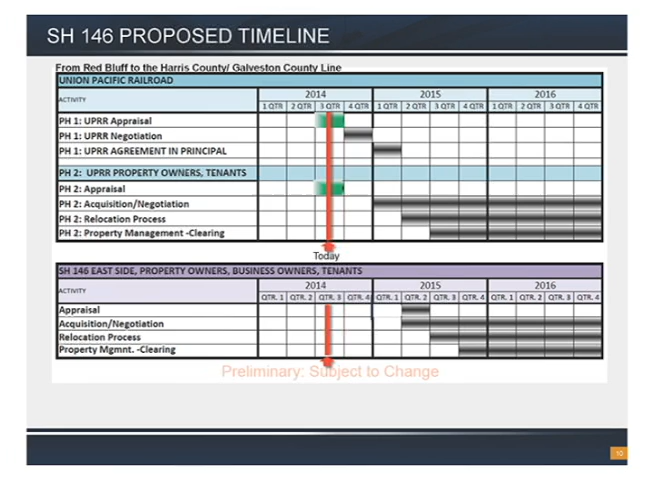 SH 146 PROPOSED TIMELINE
From Red Bluff to the Harris County/ Galveston County Line
UNION PACIFIC RAILROAD
ACTIVITY 2014 2015 2016
1 QTR 2 QTR 3 QTR 4 QTR 1 QTR 2 QTR 3 QTR 4 QTR 1 QTR 2 QTR 3 QTR 4 QTR
PH 1: UPRR Appraisal
PH 1: UPRR Negotiation
PH 1: UPRR AGREEMENT IN PRINCIPAL
PH 2: UPRR PROPERTY OWNERS, TENANTS
PH 2: Appraisal
PH 2: Acquisition/Negotiation
PH 2: Relocation Process
PH 2: Property Management -Clearing
Today
SH 146 EAST SIDE, PROPERTY OWNERS, BUSINESS OWNERS, TENANTS
ACTIVITY 2014 2015 2016
QTR. 1 QTR. 2 QTR. 3 QTR. 4 QTR. 1 QTR. 2 QTR. 3 QTR. 4 QTR. 1 QTR. 2 QTR. 3 QTR. 4
Appraisal
Acquisition/Negotiation
Relocation Process
Property Mgmnt. -Clearing
Preliminary: Subject to Change
10